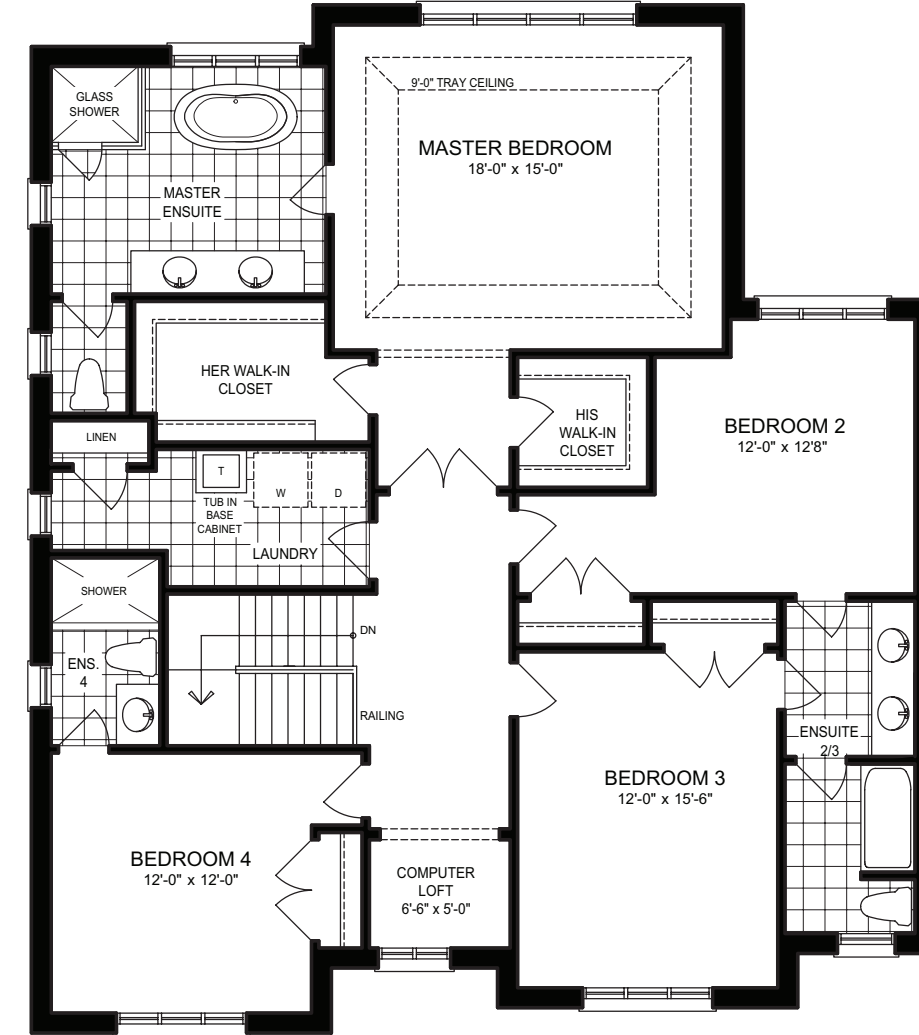 9'-0" TRAY CEILING
GLASS
SHOWER
MASTER BEDROOM
18'-0" x 15'-0"
MASTER
ENSUITE
HER WALK-IN
CLOSET
HIS
WALK-IN
CLOSET
BEDROOM 2
12'-0" x 12'8"
LINEN
T
W
D
TUB IN
BASE
CABINET
LAUNDRY
SHOWER
DN
ENS.
4
RAILING
ENSUITE
2/3
BEDROOM 3
12'-0" x 15'-6"
BEDROOM 4
12'-0" x 12'-0"
COMPUTER
LOFT
6'-6" x 5'-0"